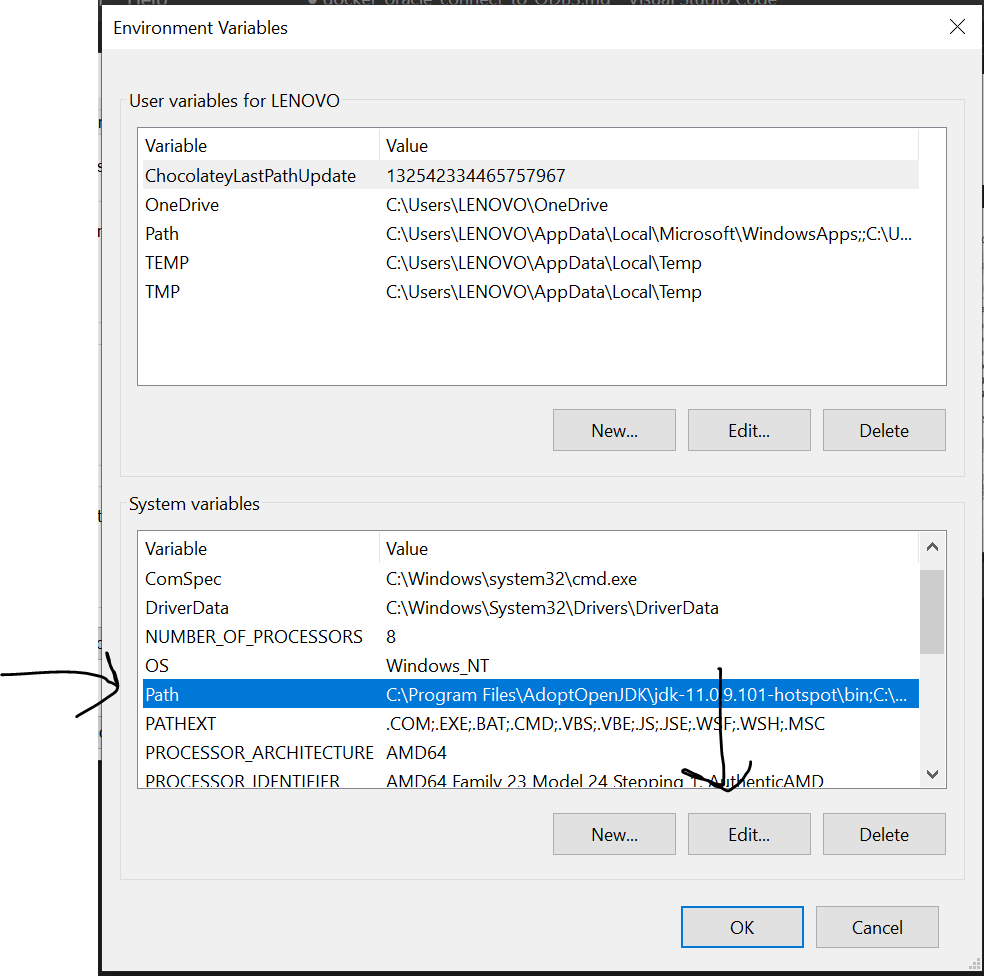 Environment Variables
User variables for LENOVO
Variable Value
ChocolateyLastPathUpdate 132542334465757967
OneDrive C:\Users\LENOVO\OneDrive
Path C:\Users\LENOVO\AppData\Local\Microsoft\WindowsApps;;C:\U...
TEMP C:\Users\LENOVO\AppData\Local\Temp
TMP C:\Users\LENOVO\AppData\Local\Temp
New... Edit... Delete
System variables
Variable Value
ComSpec C:\Windows\system32\cmd.exe
DriverData C:\Windows\System32\Drivers\DriverData
NUMBER_OF_PROCESSORS 8
OS Windows_NT
Path C:\Program Files\AdoptOpenJDK\jdk-11.0.9.101-hotspot\bin;C:\...
PATHEXT .COM;.EXE;.BAT;.CMD;.VBS;.VBE;.JS;.JSE;.WSF;.WSH;.MSC
PROCESSOR_ARCHITECTURE AMD64
PROCESSOR_IDENTIFIER AMD64 Family 23 Model 24 Stepping 1, AuthenticAMD
New... Edit... Delete
OK Cancel